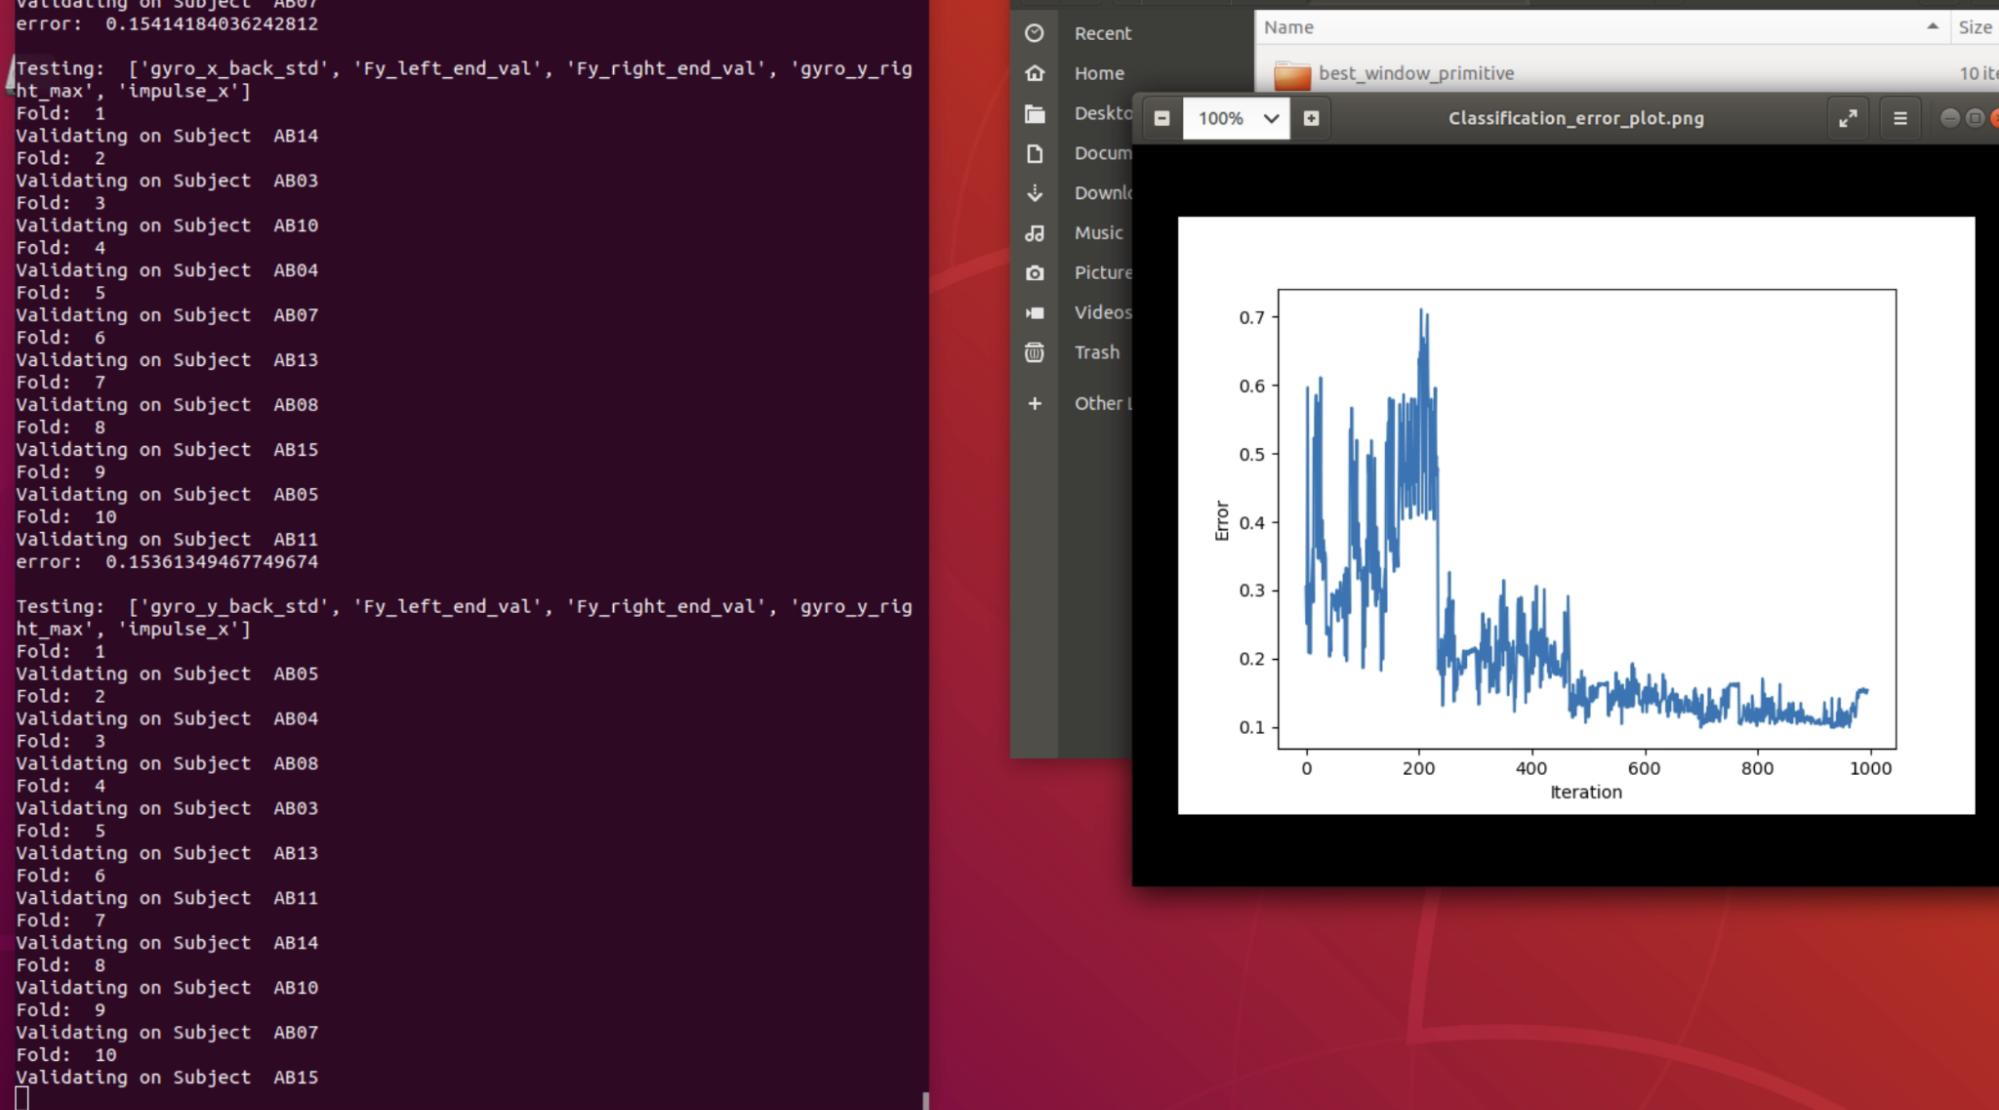 Validating on Subject  AB07
error:  0.15414184036242812
Testing:  ['gyro_x_back_std', 'Fy_left_end_val', 'Fy_right_end_val', 'gyro_y_rig
ht_max', 'impulse_x']
Fold:  1
Validating on Subject  AB14
Fold:  2
Validating on Subject  AB03
Fold:  3
Validating on Subject  AB10
Fold:  4
Validating on Subject  AB04
Fold:  5
Validating on Subject  AB07
Fold:  6
Validating on Subject  AB13
Fold:  7
Validating on Subject  AB08
Fold:  8
Validating on Subject  AB15
Fold:  9
Validating on Subject  AB05
Fold:  10
Validating on Subject  AB11
error:  0.15361349467749674
Testing:  ['gyro_y_back_std', 'Fy_left_end_val', 'Fy_right_end_val', 'gyro_y_rig
ht_max', 'impulse_x']
Fold:  1
Validating on Subject  AB05
Fold:  2
Validating on Subject  AB04
Fold:  3
Validating on Subject  AB08
Fold:  4
Validating on Subject  AB03
Fold:  5
Validating on Subject  AB13
Fold:  6
Validating on Subject  AB11
Fold:  7
Validating on Subject  AB14
Fold:  8
Validating on Subject  AB10
Fold:  9
Validating on Subject  AB07
Fold:  10
Validating on Subject  AB15
Recent
Home
Deskto
Docum
Downlo
Music
Picture
Videos
Trash
+ Other L
Name
Size
best_window_primitive
10 ite
100%
Classification_error_plot.png
0.7
0.6
0.5
0.4
0.3
0.2
0.1
Error
0 200 400 600 800 1000
Iteration